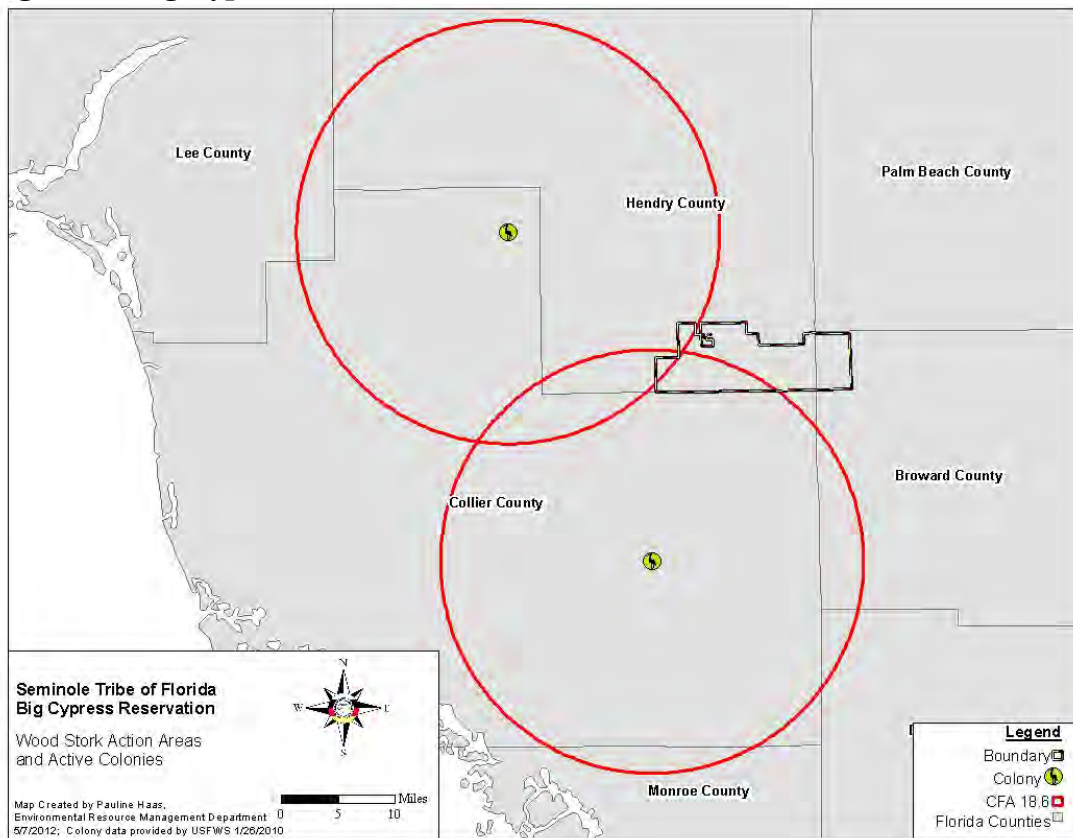 Lee County
Palm Beach County
Hendry County
Broward County
Collier County
Monroe County
Seminole Tribe of Florida
Big Cypress Reservation
Wood Stork Action Areas
and Active Colonies
N
W
E
S
Miles
0 5 10
Map Created by Pauline Haas,
Environmental Resource Management Department
5/7/2012; Colony data provided by USFWS 1/26/2010
Legend
Boundary
Colony
CFA 18.6
Florida Counties